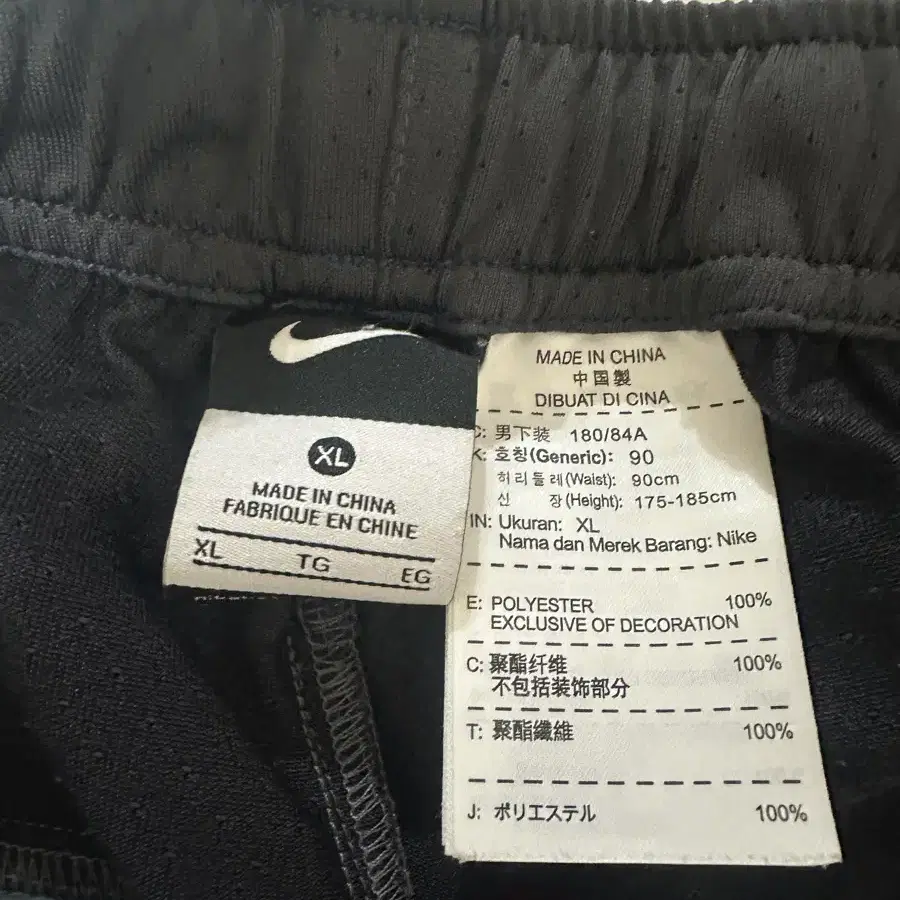 XL
MADE IN CHINA
FABRIQUE EN CHINE
XL TG EG
MADE IN CHINA
中国製
DIBUAT DI CINA
C: 男下装 180/84A
K: 호칭(Generic): 90
허리둘레(Waist): 90cm
신 장(Height): 175-185cm
IN: Ukuran: XL
Nama dan Merek Barang: Nike
E: POLYESTER 100%
EXCLUSIVE OF DECORATION
C: 聚酯纤维 100%
不包括装饰部分
T: 聚酯纖維 100%
J: ポリエステル 100%